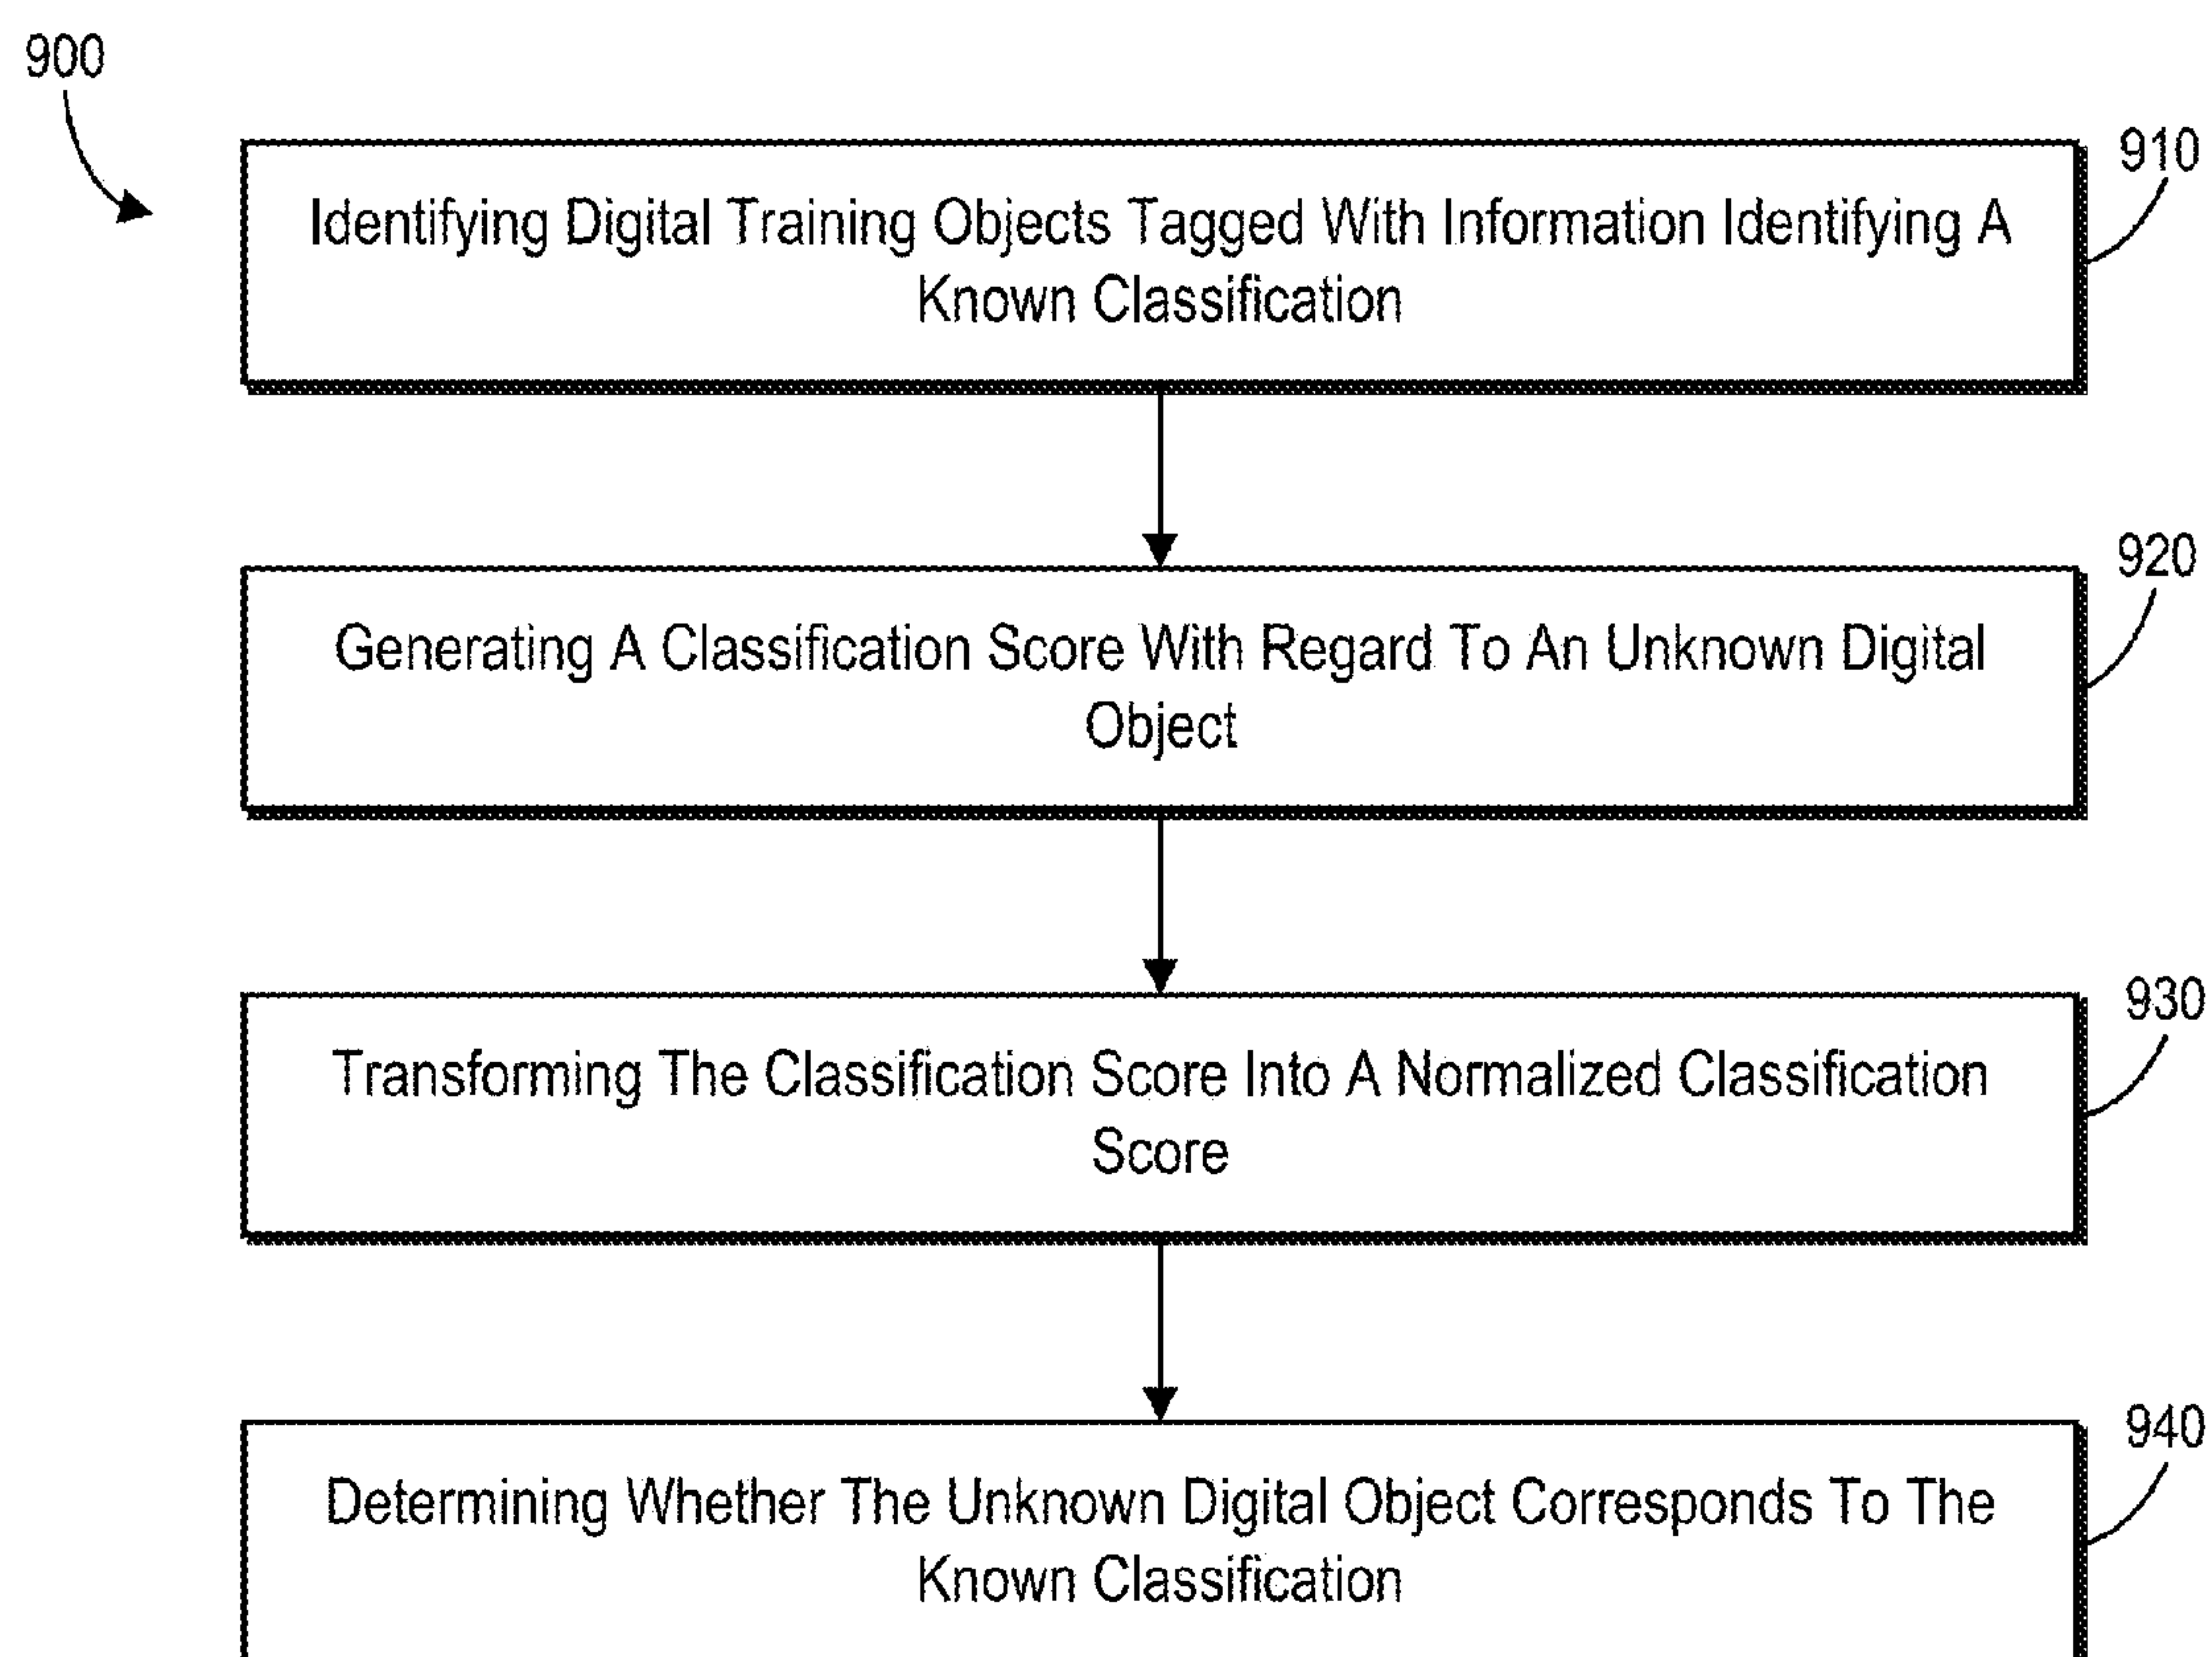 900
910
Identifying Digital Training Objects Tagged With Information Identifying A
Known Classification
920
Generating A Classification Score With Regard To An Unknown Digital
Object
930
Transforming The Classification Score Into A Normalized Classification
Score
940
Determining Whether The Unknown Digital Object Corresponds To The
Known Classification